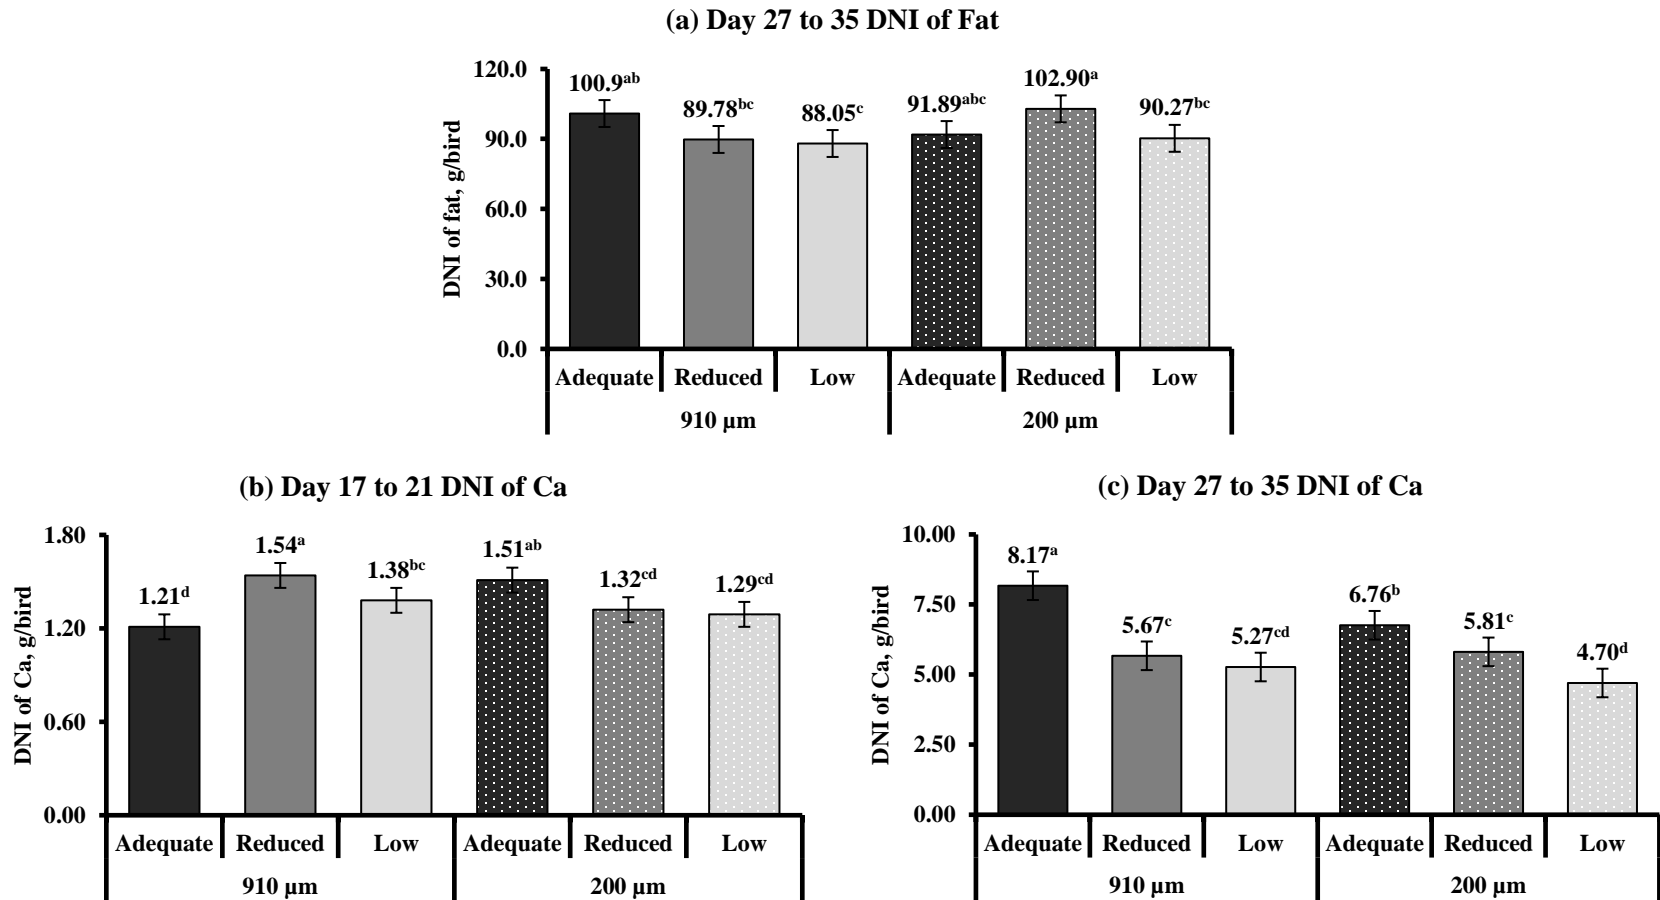 (a) Day 27 to 35 DNI of Fat
DNI of fat, g/bird
120.0
90.0
60.0
30.0
0.0
100.9ab
89.78bc
88.05c
91.89abc
102.90a
90.27bc
Adequate Reduced Low Adequate Reduced Low
910 µm 200 µm
(b) Day 17 to 21 DNI of Ca
DNI of Ca, g/bird
1.80
1.20
0.60
0.00
1.21d
1.54a
1.38bc
1.51ab
1.32cd
1.29cd
Adequate Reduced Low Adequate Reduced Low
910 µm 200 µm
(c) Day 27 to 35 DNI of Ca
DNI of Ca, g/bird
10.00
7.50
5.00
2.50
0.00
8.17a
5.67c
5.27cd
6.76b
5.81c
4.70d
Adequate Reduced Low Adequate Reduced Low
910 µm 200 µm